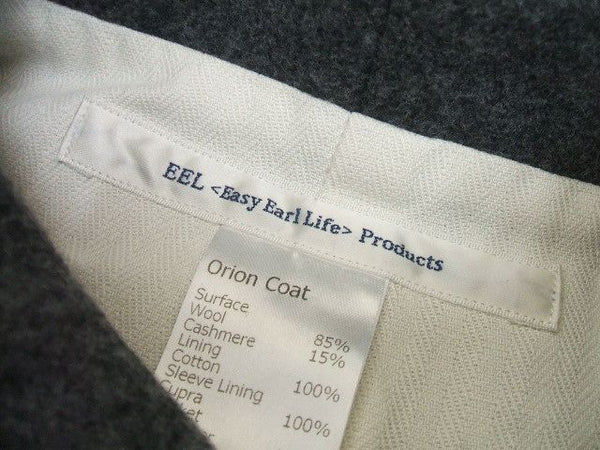 EEL <Easy Earl Life> Products
Orion Coat
Surface
Wool 85%
Cashmere 15%
Lining
Cotton 100%
Sleeve Lining
Cupra 100%